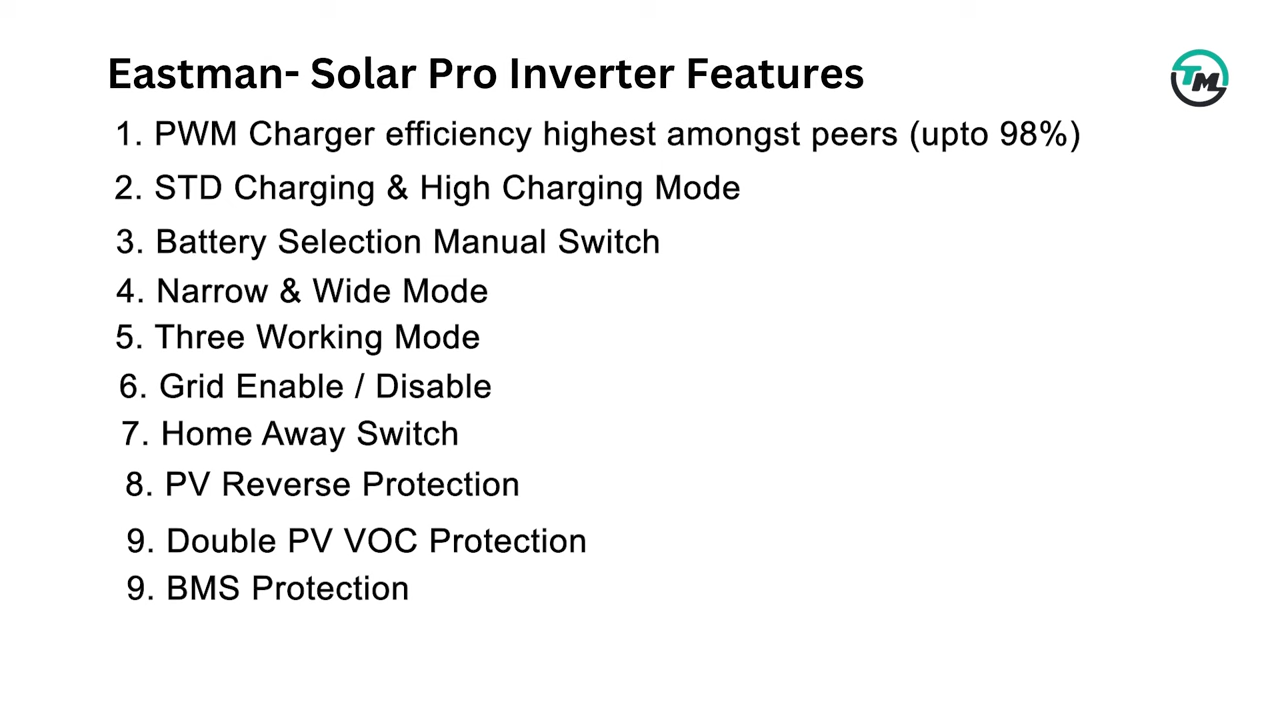 Eastman- Solar Pro Inverter Features
TM
1. PWM Charger efficiency highest amongst peers (upto 98%)
2. STD Charging & High Charging Mode
3. Battery Selection Manual Switch
4. Narrow & Wide Mode
5. Three Working Mode
6. Grid Enable / Disable
7. Home Away Switch
8. PV Reverse Protection
9. Double PV VOC Protection
9. BMS Protection